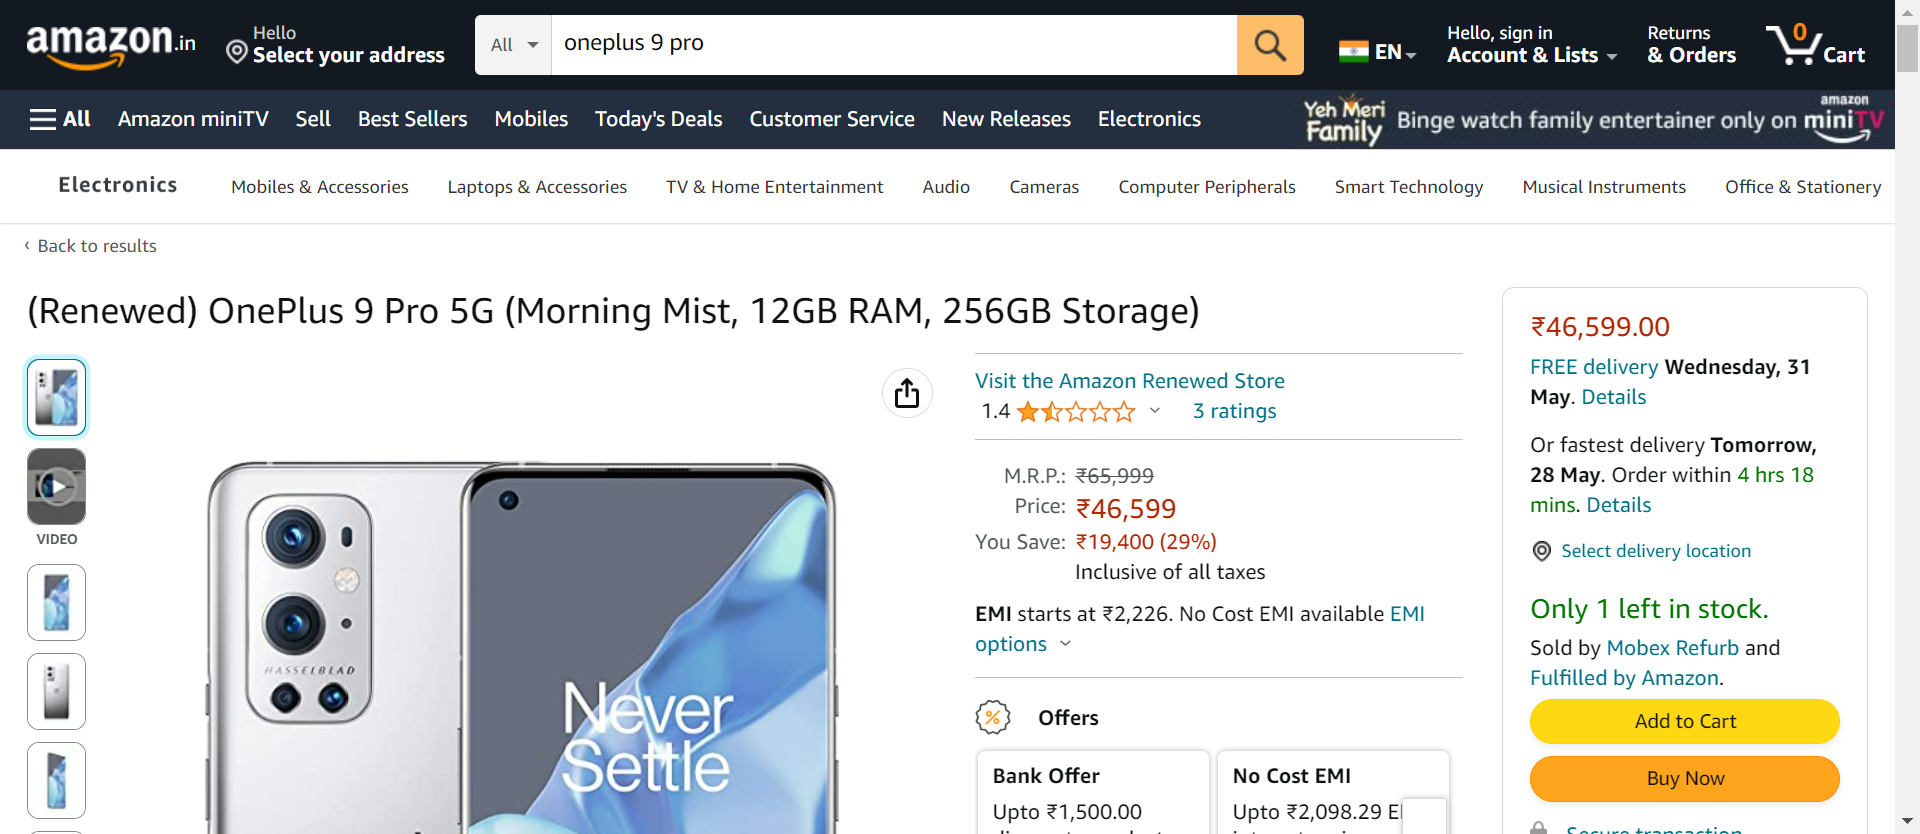 amazon.in
Hello
Select your address
All
oneplus 9 pro
EN
Hello, sign in
Account & Lists
Returns
& Orders
0
Cart
All
Amazon miniTV
Sell
Best Sellers
Mobiles
Today's Deals
Customer Service
New Releases
Electronics
Yeh Meri
Family
Binge watch family entertainer only on
amazon
miniTV
Electronics
Mobiles & Accessories
Laptops & Accessories
TV & Home Entertainment
Audio
Cameras
Computer Peripherals
Smart Technology
Musical Instruments
Office & Stationery
‹ Back to results
(Renewed) OnePlus 9 Pro 5G (Morning Mist, 12GB RAM, 256GB Storage)
VIDEO
HASSELBLAD
Never
Settle
Visit the Amazon Renewed Store
1.4
3 ratings
M.R.P.: ₹65,999
Price: ₹46,599
You Save: ₹19,400 (29%)
Inclusive of all taxes
EMI starts at ₹2,226. No Cost EMI available EMI
options
%
Offers
Bank Offer
Upto ₹1,500.00
No Cost EMI
Upto ₹2,098.29
₹46,599.00
FREE delivery Wednesday, 31
May. Details
Or fastest delivery Tomorrow,
28 May. Order within 4 hrs 18
mins. Details
Select delivery location
Only 1 left in stock.
Sold by Mobex Refurb and
Fulfilled by Amazon.
Add to Cart
Buy Now
Secure transaction